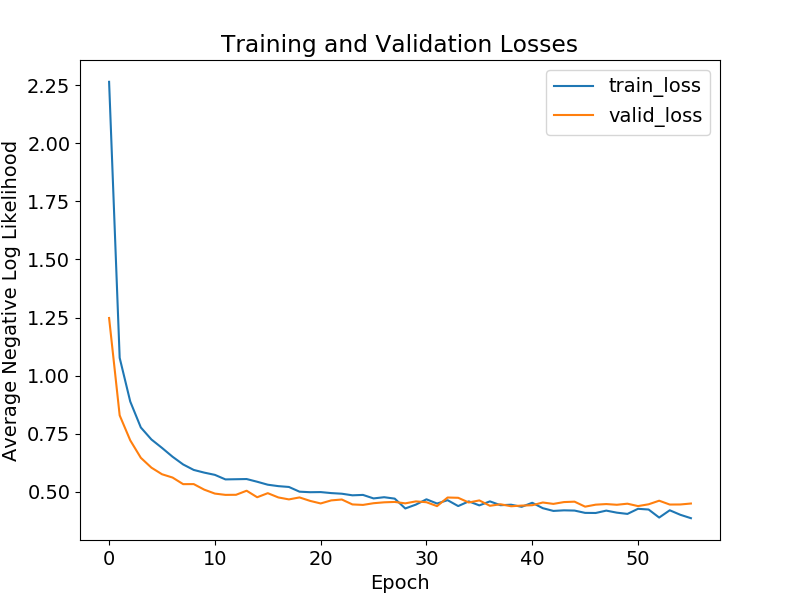 Training and Validation Losses
train_loss
valid_loss
Average Negative Log Likelihood
2.25
2.00
1.75
1.50
1.25
1.00
0.75
0.50
0 10 20 30 40 50
Epoch